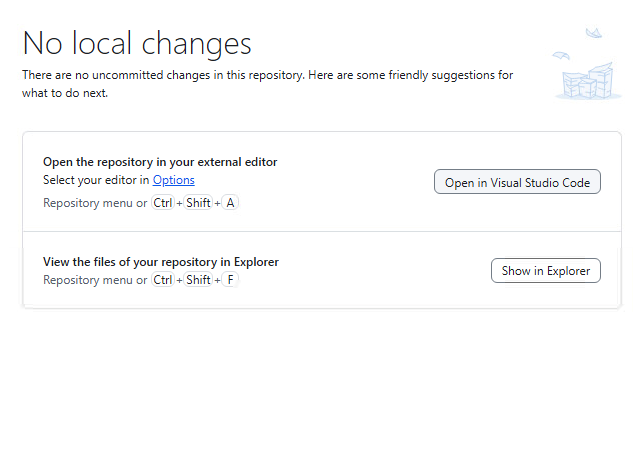 No local changes
There are no uncommitted changes in this repository. Here are some friendly suggestions for
what to do next.
Open the repository in your external editor
Select your editor in Options
Repository menu or Ctrl + Shift + A
Open in Visual Studio Code
View the files of your repository in Explorer
Repository menu or Ctrl + Shift + F
Show in Explorer